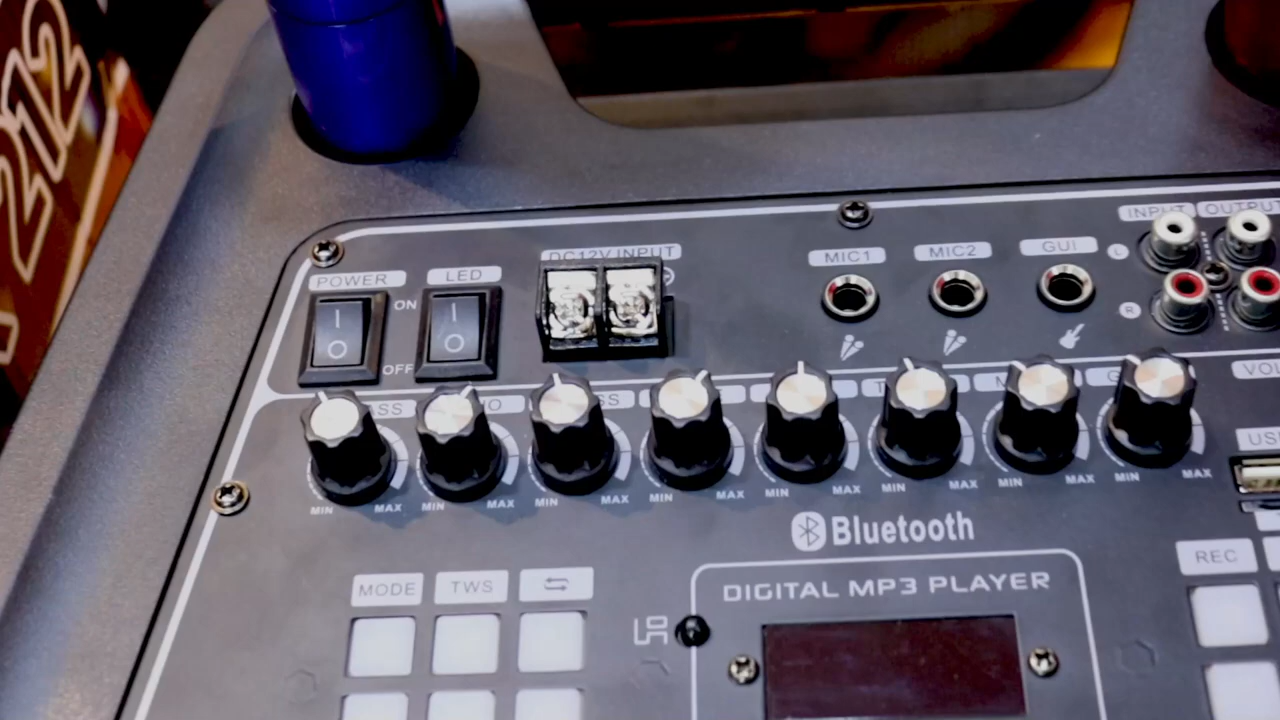 212
POWER
LED
DC12V INPUT
MIC1
MIC2
GUI
INPUT
OUTPUT
L
ON
OFF
R
MIN MAX
MIN MAX
MIN MAX
MIN MAX
MIN MAX
MIN MAX
MIN MAX
MIN MAX
Bluetooth
MODE
TWS
DIGITAL MP3 PLAYER
REC